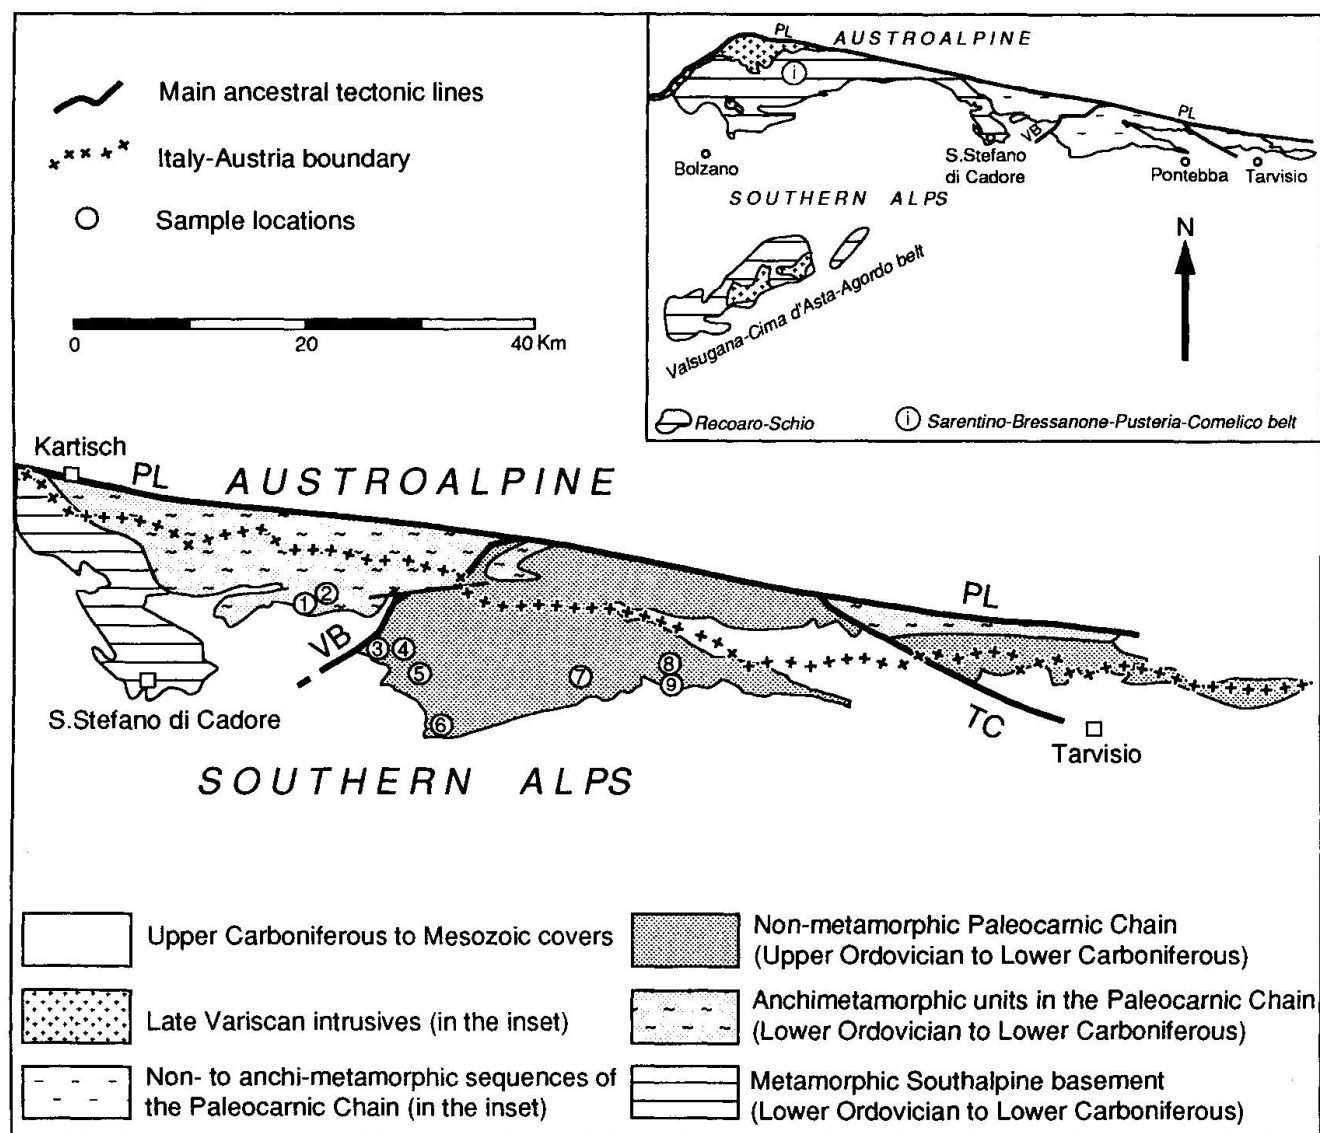 Main ancestral tectonic lines
Italy-Austria boundary
Sample locations
0 20 40 Km
PL AUSTROALPINE
i
PL
VB
Bolzano
S.Stefano
di Cadore
Pontebba
Tarvisio
SOUTHERN ALPS
N
Valsugana-Cima d'Asta-Agordo belt
Recoaro-Schio
i Sarentino-Bressanone-Pusteria-Comelico belt
Kartisch
PL AUSTROALPINE
PL
1 2
VB
3 4
5
6
7
8
9
S.Stefano di Cadore
TC
Tarvisio
SOUTHERN ALPS
Upper Carboniferous to Mesozoic covers
Late Variscan intrusives (in the inset)
Non- to anchi-metamorphic sequences of
the Paleocarnic Chain (in the inset)
Non-metamorphic Paleocarnic Chain
(Upper Ordovician to Lower Carboniferous)
Anchimetamorphic units in the Paleocarnic Chain
(Lower Ordovician to Lower Carboniferous)
Metamorphic Southalpine basement
(Lower Ordovician to Lower Carboniferous)